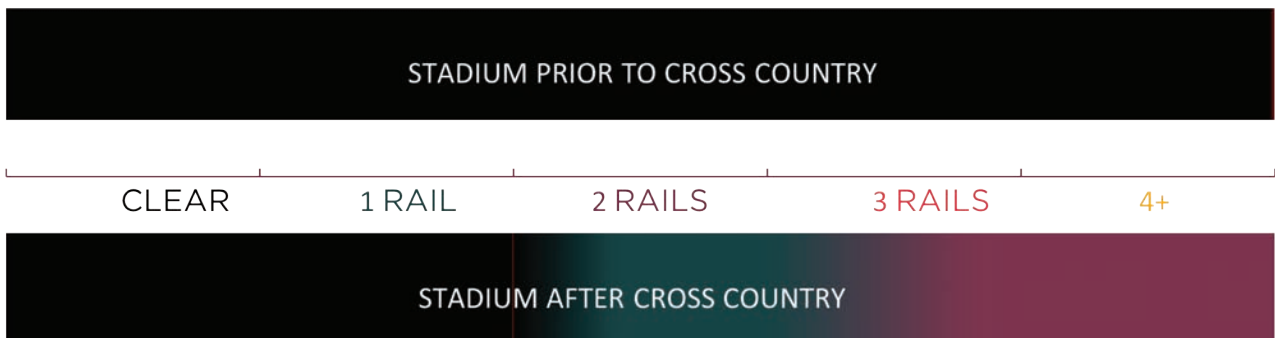 STADIUM PRIOR TO CROSS COUNTRY
CLEAR 1 RAIL 2 RAILS 3 RAILS 4+
STADIUM AFTER CROSS COUNTRY